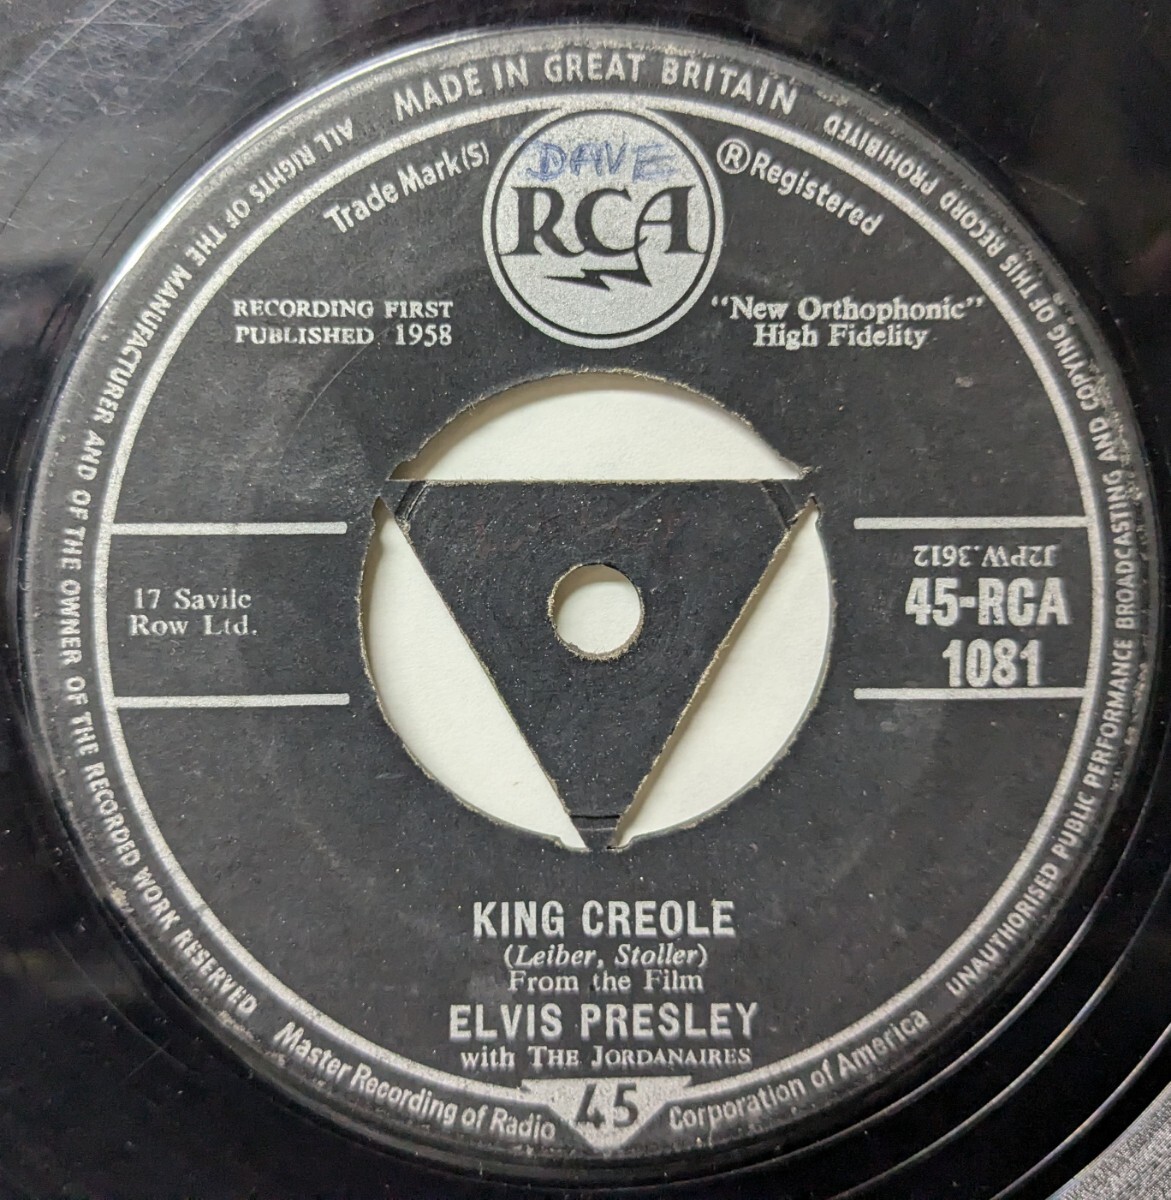 MADE IN GREAT BRITAIN
ALL RIGHTS OF THE MANUFACTURER AND OF THE OWNER OF THE RECORDED WORK RESERVED
UNAUTHORISED PUBLIC PERFORMANCE BROADCASTING AND COPYING OF THIS RECORD PROHIBITED
Trade Mark(S)
DAVE
RCA
®Registered
RECORDING FIRST
PUBLISHED 1958
"New Orthophonic"
High Fidelity
17 Savile
Row Ltd.
J2PW.3612
45-RCA
1081
KING CREOLE
(Leiber, Stoller)
From the Film
ELVIS PRESLEY
with THE JORDANAIRES
Master Recording of Radio Corporation of America
45